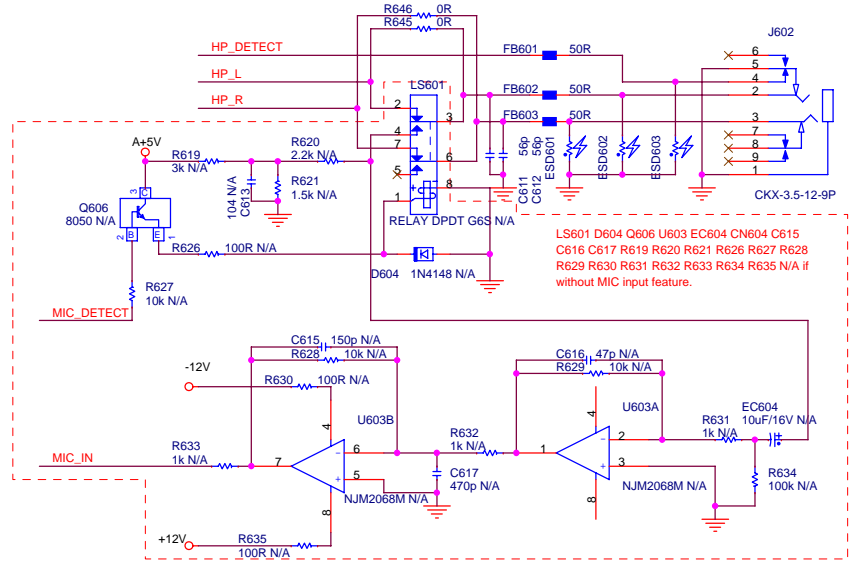 R646 0R
R645 0R
J602
HP_DETECT
FB601 50R
6
5
4
HP_L
LS601
FB602 50R
2
HP_R
2
3
FB603 50R
3
4
7
A+5V
R619
3k N/A
R620
2.2k N/A
6
5
8
1
+
104 N/A
C613
R621
1.5k N/A
C611
56p
C612
56p
ESD601
ESD602
ESD603
7
8
9
1
CKX-3.5-12-9P
3
C
Q606
8050 N/A
2
B
E
1
RELAY DPDT G6S N/A
R626
100R N/A
D604
1N4148 N/A
LS601 D604 Q606 U603 EC604 CN604 C615
C616 C617 R619 R620 R621 R626 R627 R628
R629 R630 R631 R632 R633 R634 R635 N/A if
without MIC input feature.
R627
10k N/A
MIC_DETECT
C615 150p N/A
R628 10k N/A
C616 47p N/A
R629 10k N/A
-12V
R630 100R N/A
U603B
4
U603A
4
EC604
10uF/16V N/A
R631
1k N/A
+
R632
1k N/A
R633
1k N/A
MIC_IN
7
-
6
+
5
8
1
-
2
+
3
8
C617
470p N/A
NJM2068M N/A
NJM2068M N/A
R634
100k N/A
+12V
R635
100R N/A